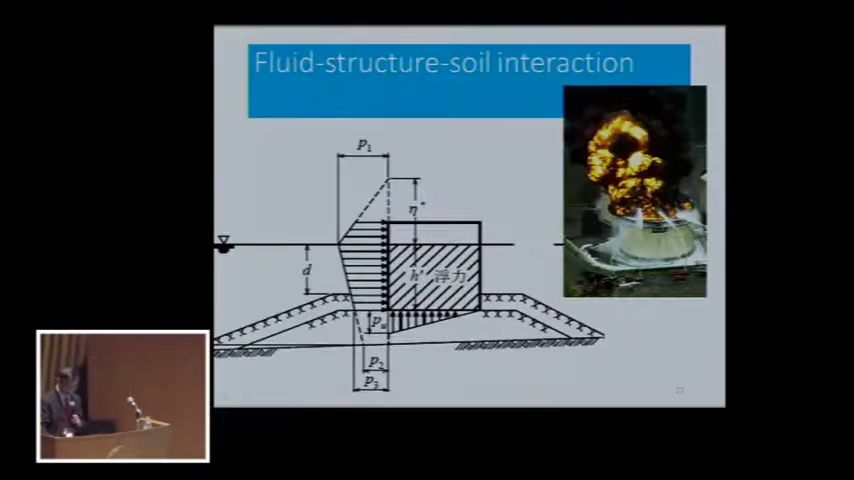 Fluid-structure-soil interaction
p₁
η*
d
h' 浮力
pᵤ
p₂
p₃